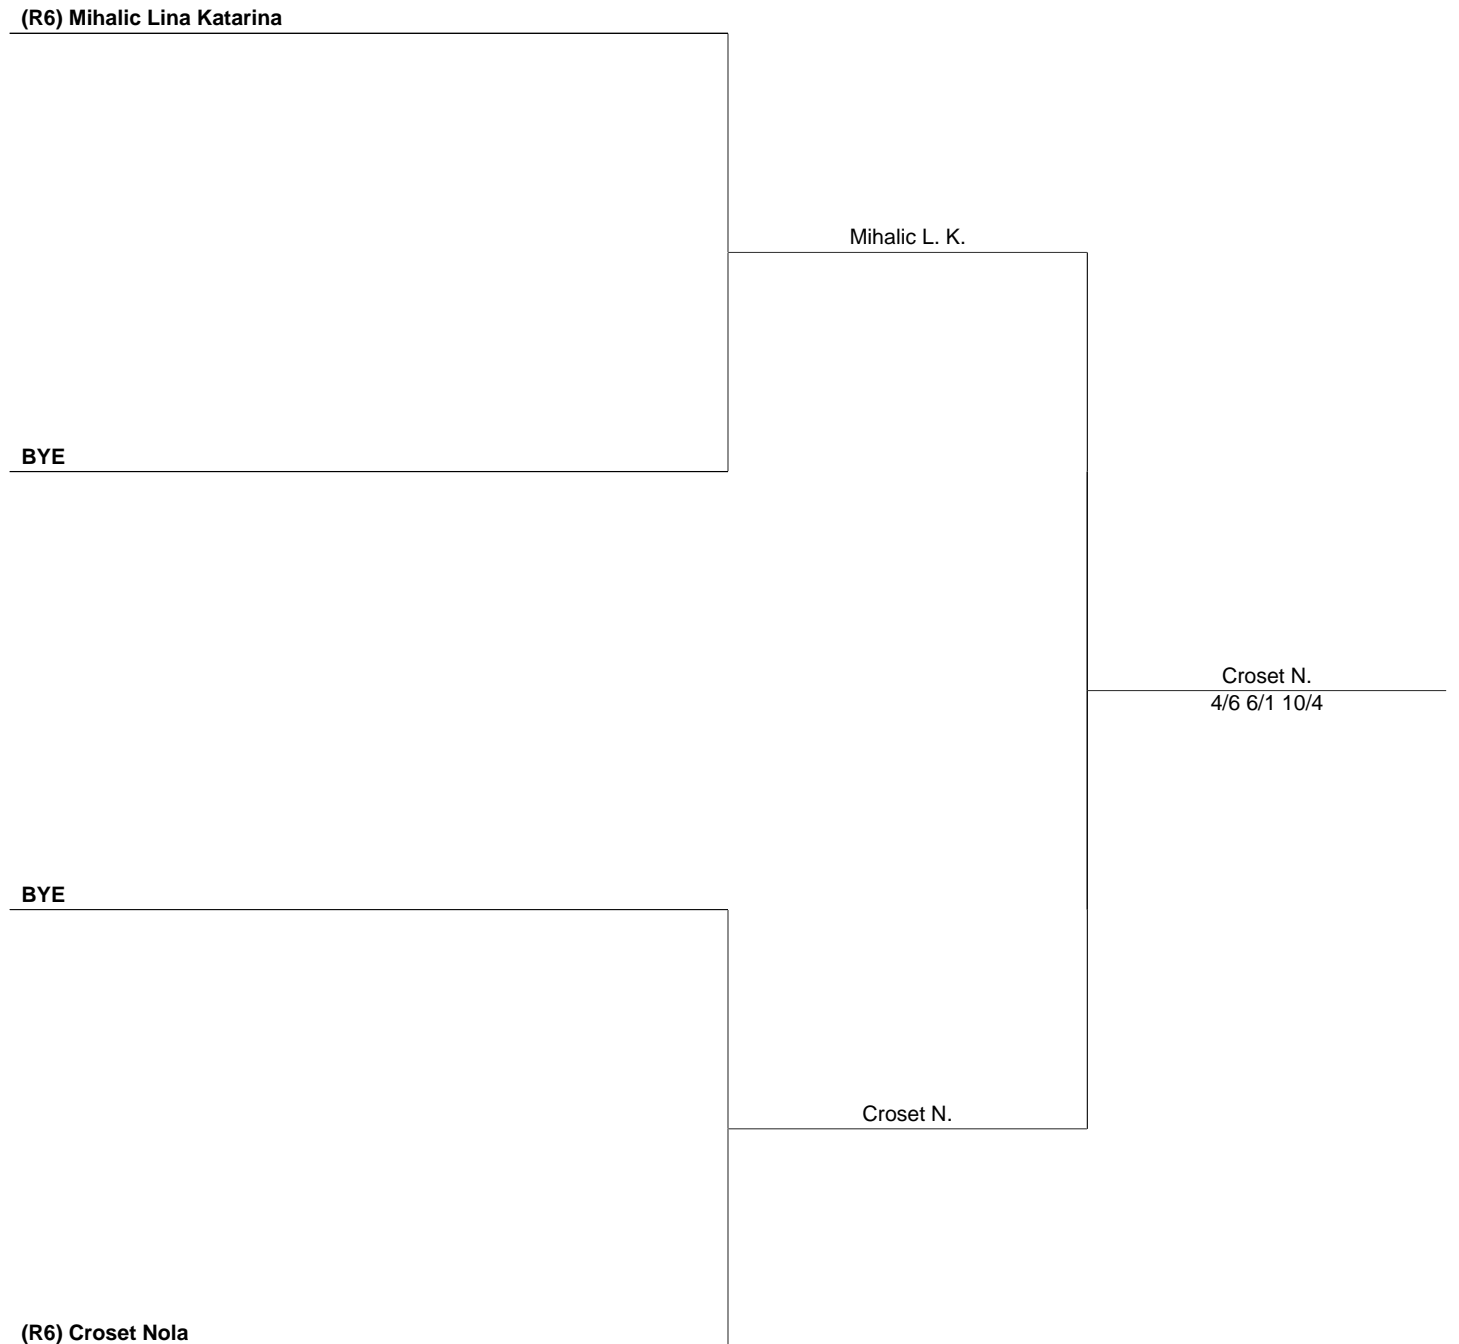 (R6) Mihalic Lina Katarina
Mihalic L. K.
BYE
Croset N.
4/6 6/1 10/4
BYE
Croset N.
(R6) Croset Nola